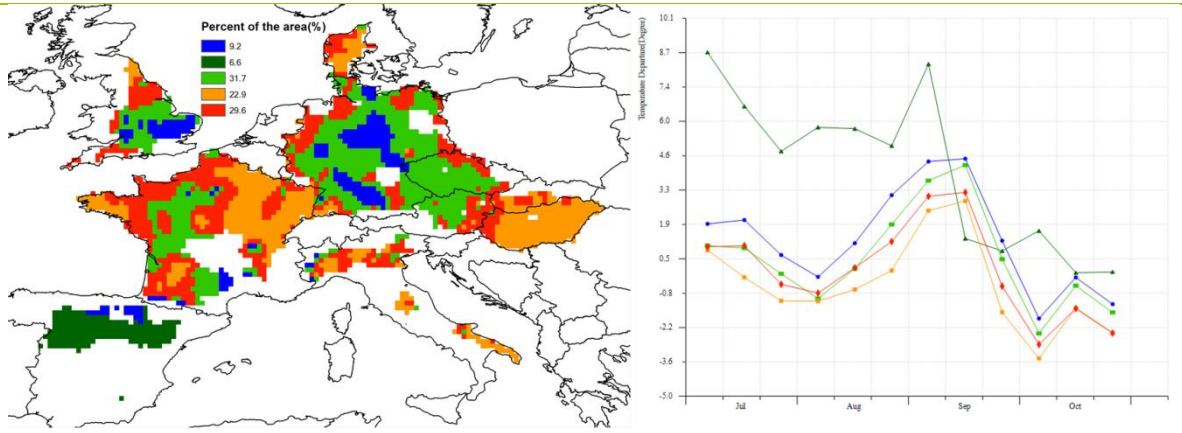 Percent of the area(%)
9.2
6.6
31.7
22.9
29.6
Temperature Departure(Degree)
10.1
8.7
7.4
6.0
4.6
3.3
1.9
0.5
-0.8
-2.2
-3.6
-5.0
Jul
Aug
Sep
Oct